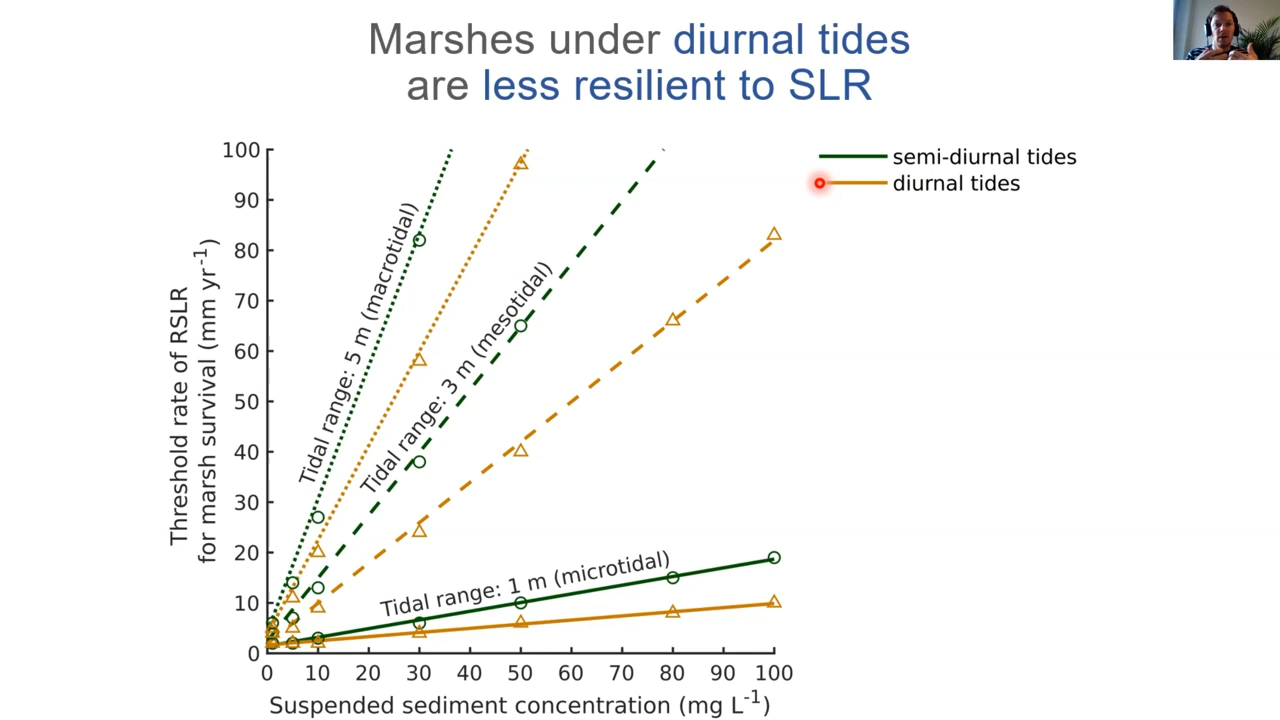 Marshes under diurnal tides
are less resilient to SLR
semi-diurnal tides
diurnal tides
Threshold rate of RSLR
for marsh survival (mm yr⁻¹)
100
90
80
70
60
50
40
30
20
10
0
Tidal range: 5 m (macrotidal)
Tidal range: 3 m (mesotidal)
Tidal range: 1 m (microtidal)
0 10 20 30 40 50 60 70 80 90 100
Suspended sediment concentration (mg L⁻¹)